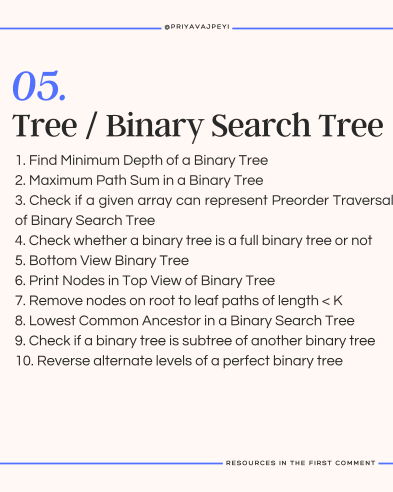 @PRIYAVAJPEYI
05.
Tree / Binary Search Tree
1. Find Minimum Depth of a Binary Tree
2. Maximum Path Sum in a Binary Tree
3. Check if a given array can represent Preorder Traversal
of Binary Search Tree
4. Check whether a binary tree is a full binary tree or not
5. Bottom View Binary Tree
6. Print Nodes in Top View of Binary Tree
7. Remove nodes on root to leaf paths of length < K
8. Lowest Common Ancestor in a Binary Search Tree
9. Check if a binary tree is subtree of another binary tree
10. Reverse alternate levels of a perfect binary tree
RESOURCES IN THE FIRST COMMENT